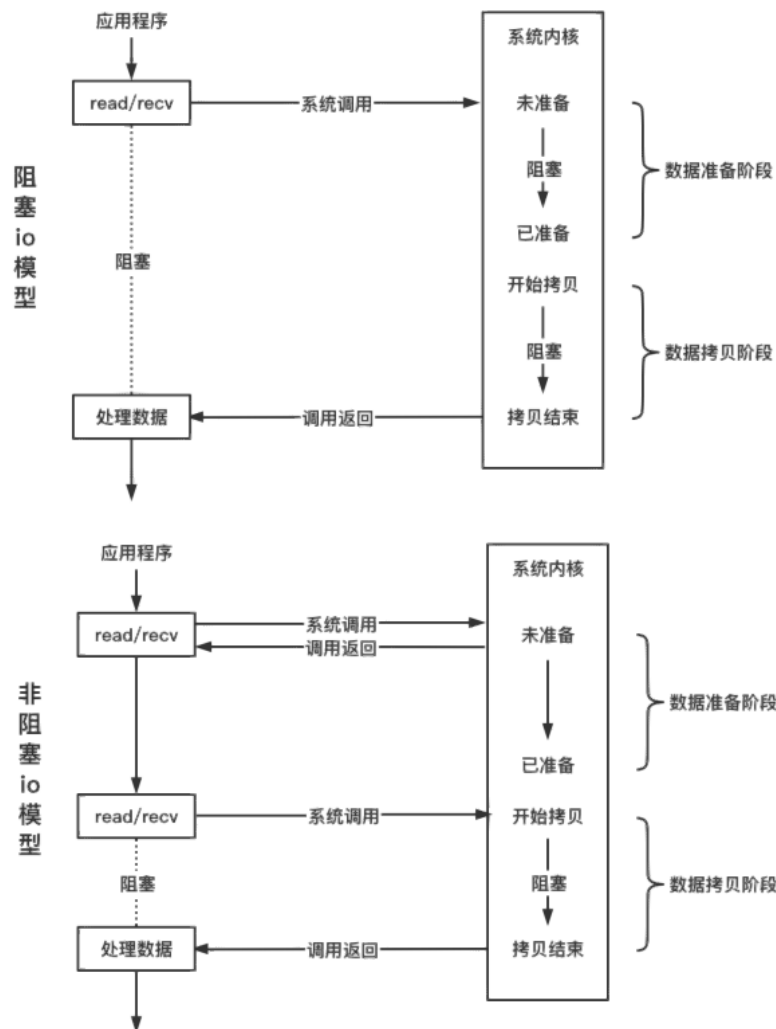 应用程序
系统内核
read/recv
系统调用
未准备
阻塞
数据准备阶段
已准备
阻塞io模型
阻塞
开始拷贝
阻塞
数据拷贝阶段
处理数据
调用返回
拷贝结束
应用程序
系统内核
read/recv
系统调用
调用返回
未准备
数据准备阶段
已准备
非阻塞io模型
read/recv
系统调用
开始拷贝
阻塞
阻塞
数据拷贝阶段
处理数据
调用返回
拷贝结束